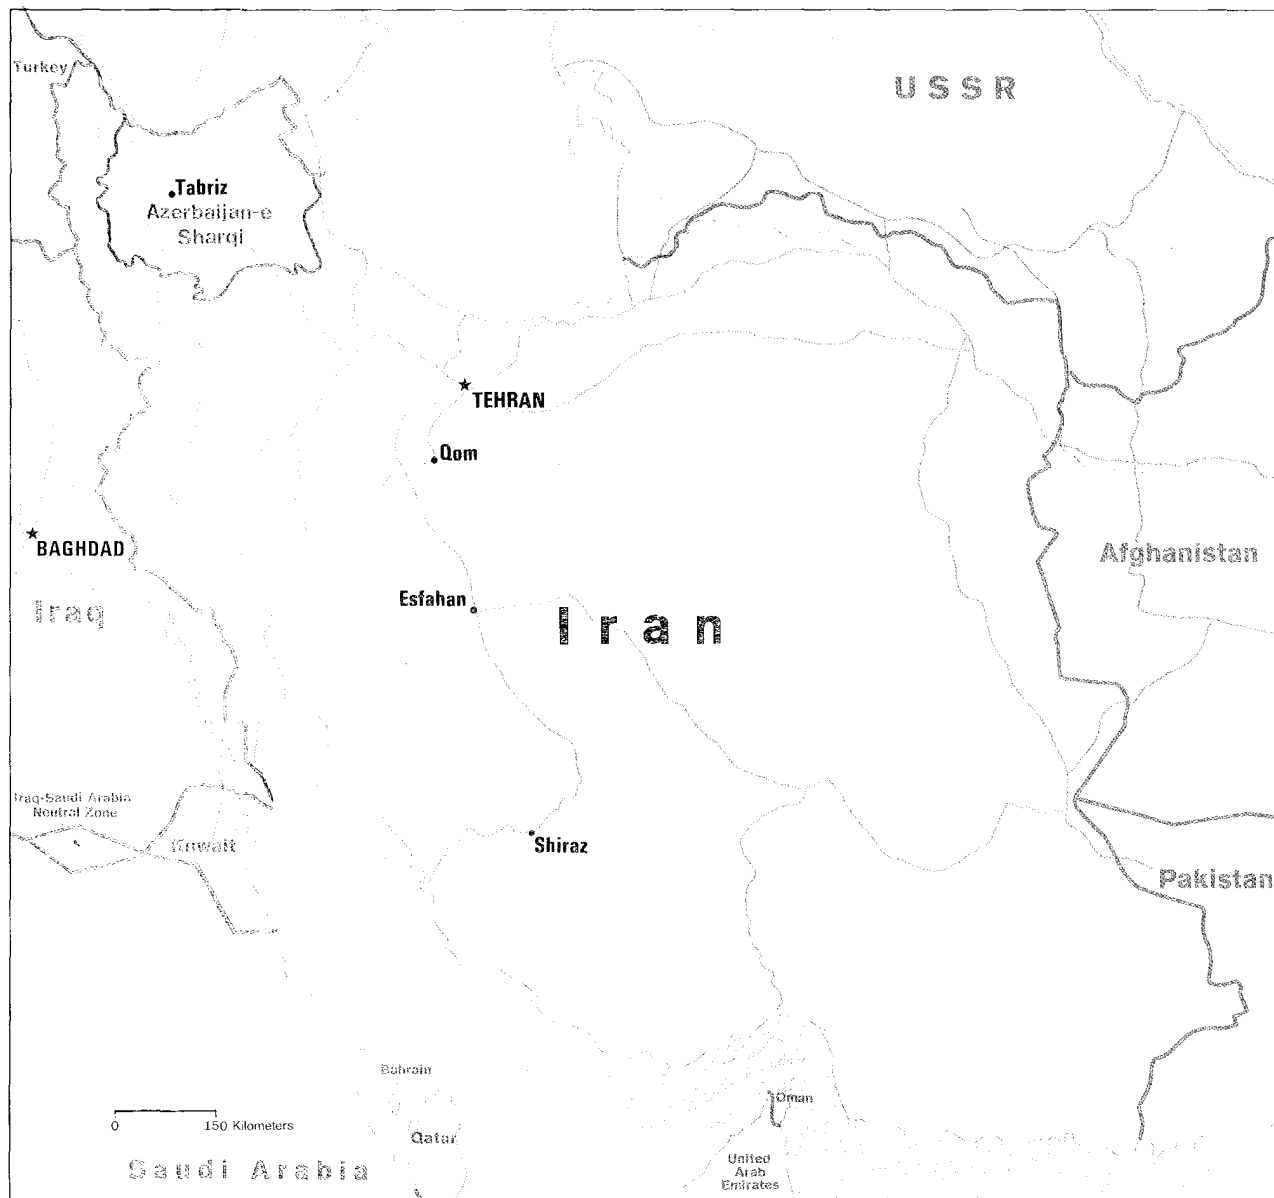 Turkey
USSR
Tabriz
Azerbaijan-e
Sharqi
TEHRAN
Qom
BAGHDAD
Afghanistan
Iraq
Esfahan
Iran
Iraq-Saudi Arabia
Neutral Zone
Kuwait
Shiraz
Pakistan
Bahrain
Oman
0 150 Kilometers
Qatar
Saudi Arabia
United
Arab
Emirates